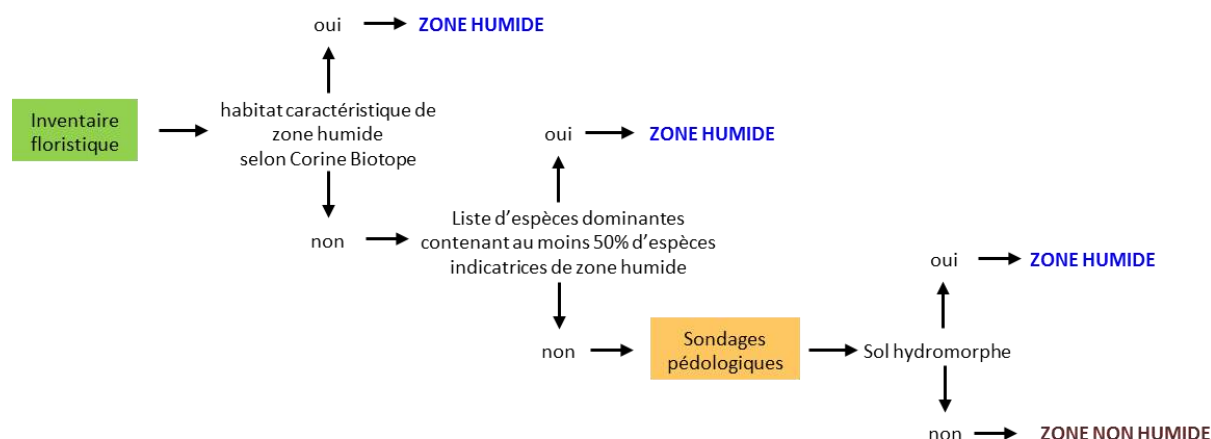 oui
ZONE HUMIDE
Inventaire
floristique
habitat caractéristique de
zone humide
selon Corine Biotope
non
oui
ZONE HUMIDE
Liste d'espèces dominantes
contenant au moins 50% d'espèces
indicatrices de zone humide
non
Sondages
pédologiques
Sol hydromorphe
oui
ZONE HUMIDE
non
ZONE NON HUMIDE